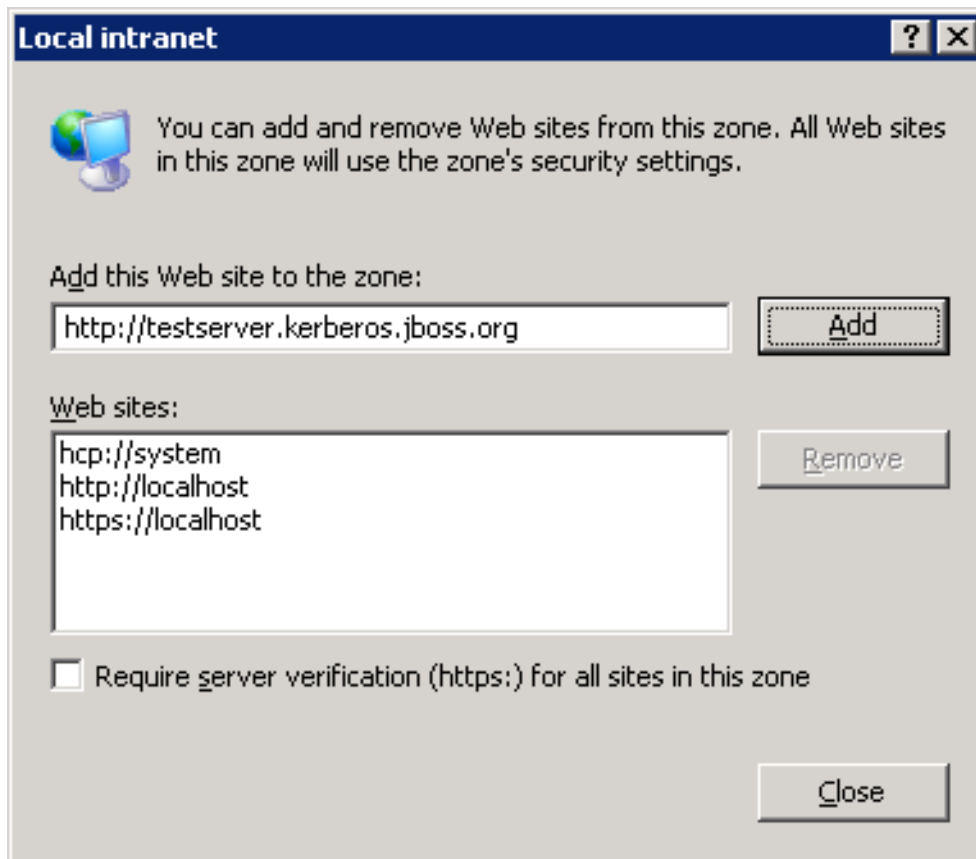 Local intranet
You can add and remove Web sites from this zone. All Web sites
in this zone will use the zone's security settings.
Add this Web site to the zone:
http://testserver.kerberos.jboss.org
Add
Web sites:
hcp://system
http://localhost
https://localhost
Remove
Require server verification (https:) for all sites in this zone
Close